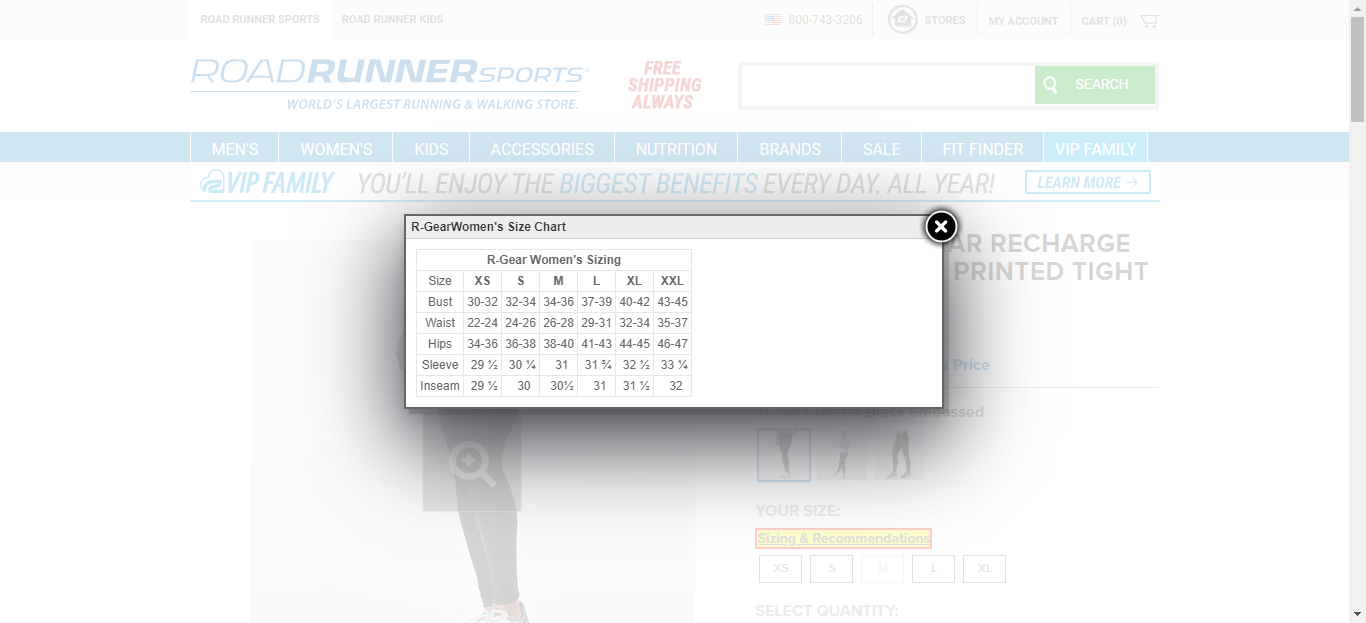 ROAD RUNNER SPORTS ROAD RUNNER KIDS 800-743-3206 STORES MY ACCOUNT CART (0)
ROADRUNNERSPORTS®
WORLD'S LARGEST RUNNING & WALKING STORE.
FREE
SHIPPING
ALWAYS
SEARCH
MEN'S WOMEN'S KIDS ACCESSORIES NUTRITION BRANDS SALE FIT FINDER VIP FAMILY
VIP FAMILY YOU'LL ENJOY THE BIGGEST BENEFITS EVERY DAY. ALL YEAR! LEARN MORE →
R-GearWomen's Size Chart
R-Gear Women's Sizing
Size XS S M L XL XXL
Bust 30-32 32-34 34-36 37-39 40-42 43-45
Waist 22-24 24-26 26-28 29-31 32-34 35-37
Hips 34-36 36-38 38-40 41-43 44-45 46-47
Sleeve 29 ½ 30 ¼ 31 31 ¾ 32 ½ 33 ¼
Inseam 29 ½ 30 30½ 31 31 ½ 32
AR RECHARGE
PRINTED TIGHT
s Price
Black Embossed
YOUR SIZE:
Sizing & Recommendations
XS S M L XL
SELECT QUANTITY: